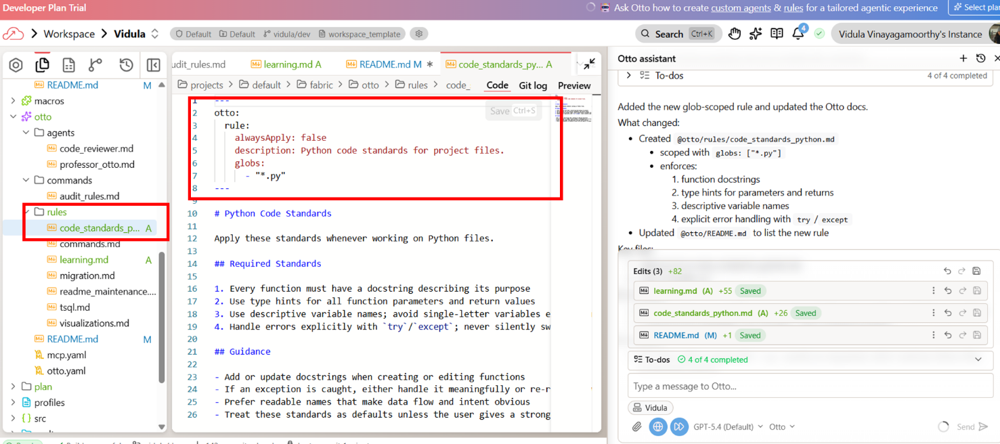 Developer Plan Trial
Ask Otto how to create custom agents & rules for a tailored agentic experience
Select plan
Workspace
Vidula
Default
Default
vidula/dev
workspace_template
Search Ctrl+K
4
Vidula Vinayagamoorthy's Instance
README.md M
macros
otto
agents
code_reviewer.md
professor_otto.md
commands
audit_rules.md
rules
code_standards_p... A
commands.md
learning.md A
migration.md
readme_maintenance....
tsql.md
visualizations.md
README.md M
mcp.yaml
otto.yaml
plan
profiles
src
udit_rules.md
learning.md A
README.md M *
code_standards_py... A
projects > default > fabric > otto > rules > code_
Code
Git log
Preview
Save Ctrl+S
1 ---
2 otto:
3 rule:
4 alwaysApply: false
5 description: Python code standards for project files.
6 globs:
7 - "*.py"
8 ---
9
10 # Python Code Standards
11
12 Apply these standards whenever working on Python files.
13
14 ## Required Standards
15
16 1. Every function must have a docstring describing its purpose
17 2. Use type hints for all function parameters and return values
18 3. Use descriptive variable names; avoid single-letter variables e
19 4. Handle errors explicitly with `try`/`except`; never silently sw
20
21 ## Guidance
22
23 - Add or update docstrings when creating or editing functions
24 - If an exception is caught, either handle it meaningfully or re-r
25 - Prefer readable names that make data flow and intent obvious
26 - Treat these standards as defaults unless the user gives a strong
Otto assistant
To-dos
4 of 4 completed
Added the new glob-scoped rule and updated the Otto docs.
What changed:
• Created @otto/rules/code_standards_python.md
• scoped with globs: ["*.py"]
• enforces:
1. function docstrings
2. type hints for parameters and returns
3. descriptive variable names
4. explicit error handling with try / except
• Updated @otto/README.md to list the new rule
Key files:
Edits (3) +82
learning.md (A) +55 Saved
code_standards_python.md (A) +26 Saved
README.md (M) +1 Saved
To-dos 4 of 4 completed
Type a message to Otto...
Vidula
GPT-5.4 (Default)
Otto
Send